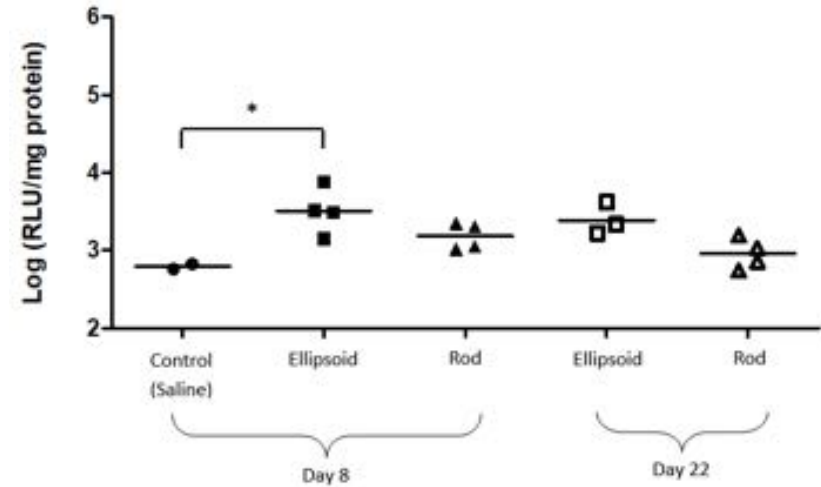 Log (RLU/mg protein)
6
5
4
3
2
*
Control
(Saline)
Ellipsoid
Rod
Ellipsoid
Rod
Day 8
Day 22